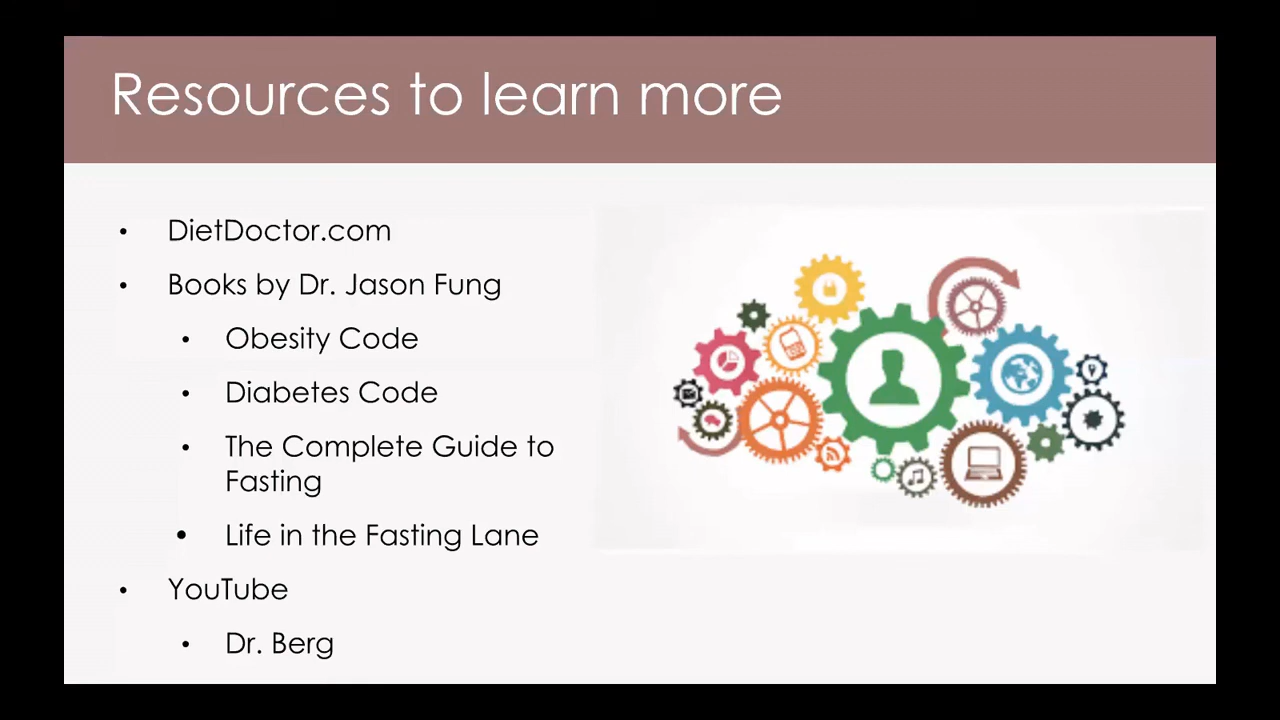 Resources to learn more
• DietDoctor.com
• Books by Dr. Jason Fung
• Obesity Code
• Diabetes Code
• The Complete Guide to
Fasting
• Life in the Fasting Lane
• YouTube
• Dr. Berg